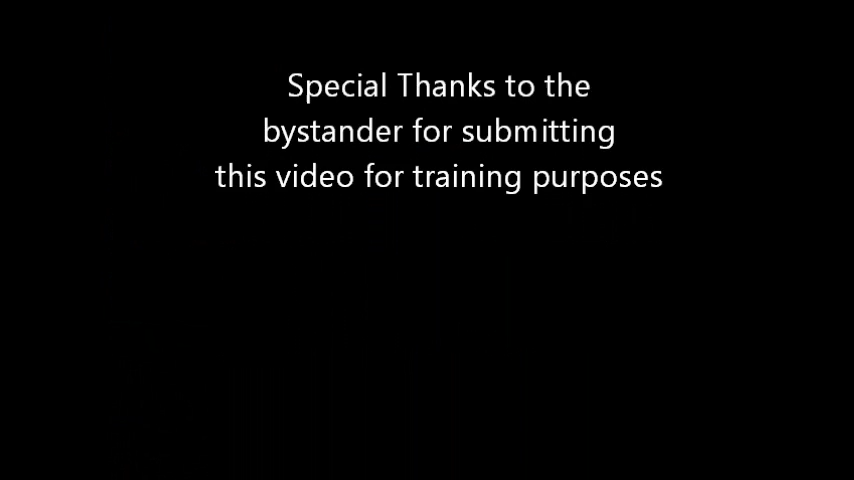 Special Thanks to the
bystander for submitting
this video for training purposes